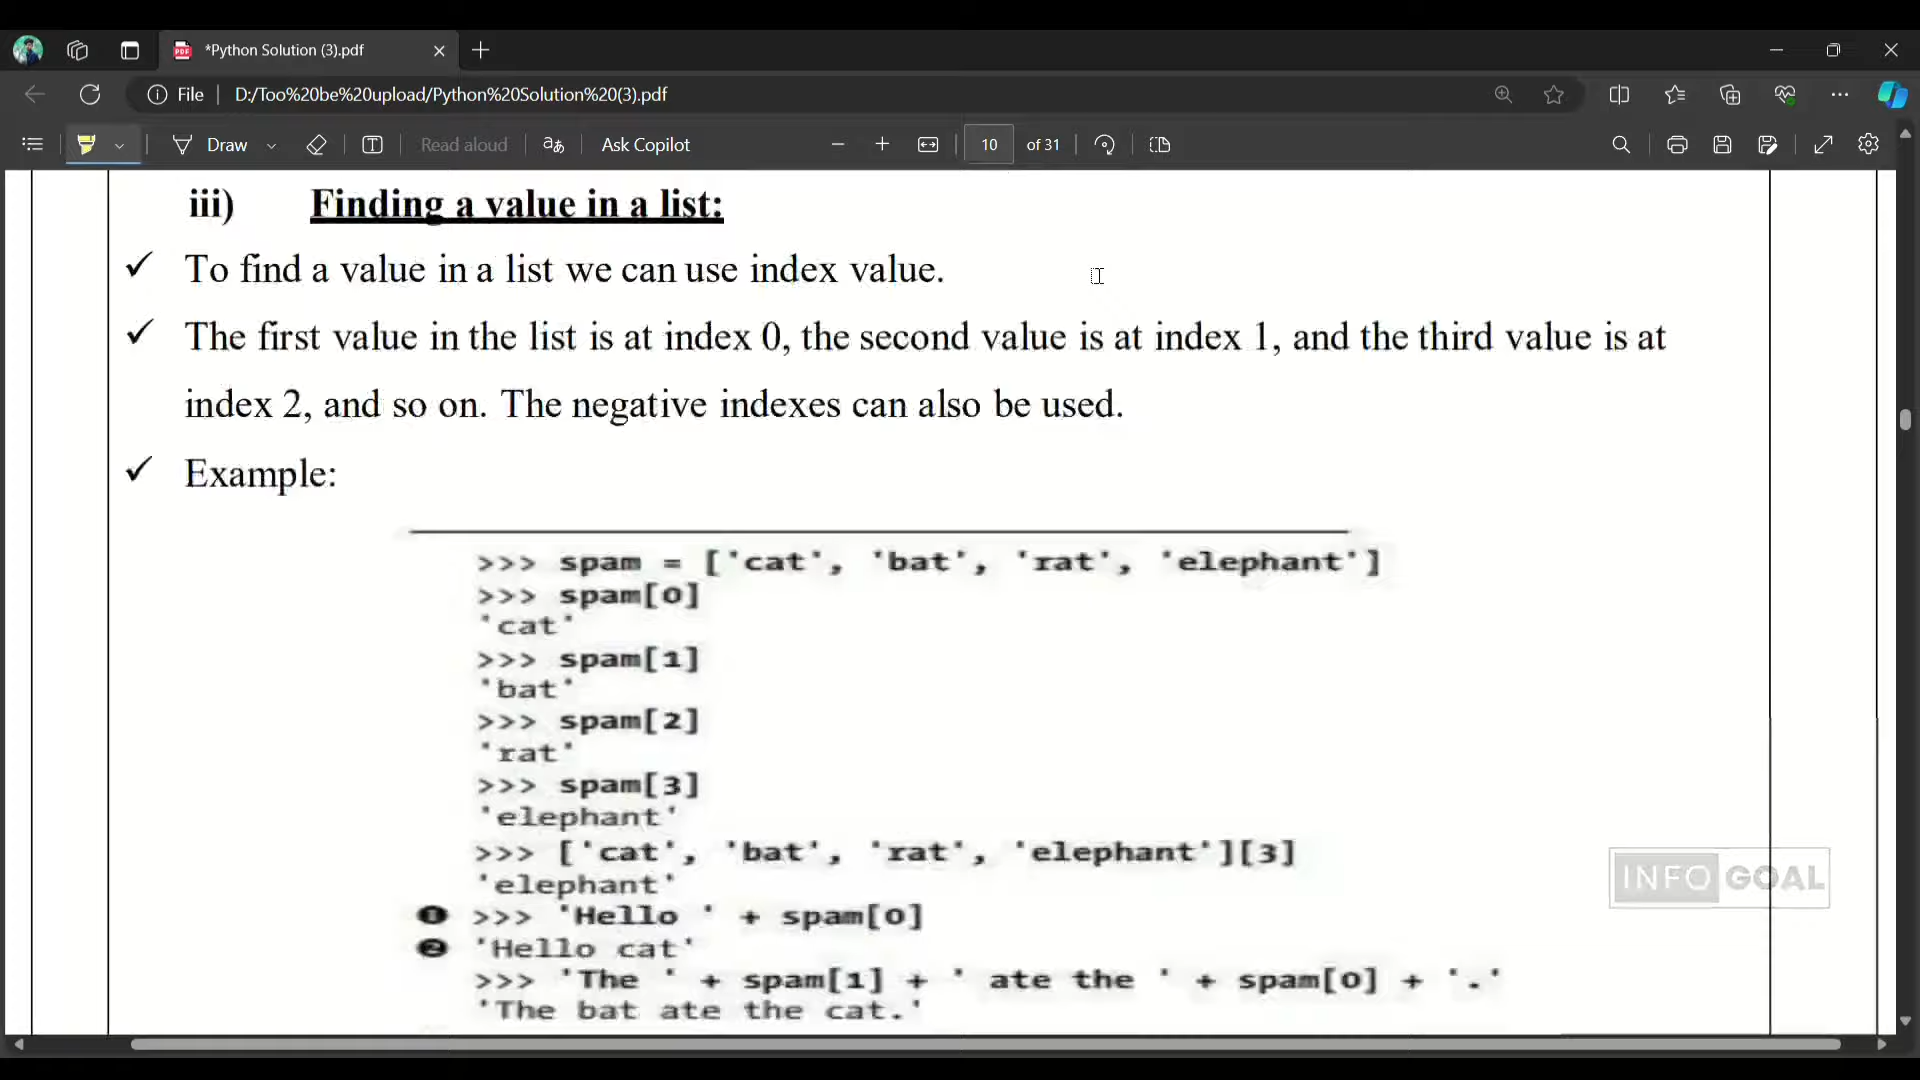 *Python Solution (3).pdf
File D:/Too%20be%20upload/Python%20Solution%20(3).pdf
Draw Read aloud aあ Ask Copilot 10 of 31
iii) Finding a value in a list:
✓ To find a value in a list we can use index value.
✓ The first value in the list is at index 0, the second value is at index 1, and the third value is at
index 2, and so on. The negative indexes can also be used.
✓ Example:
>>> spam = ['cat', 'bat', 'rat', 'elephant']
>>> spam[0]
'cat'
>>> spam[1]
'bat'
>>> spam[2]
'rat'
>>> spam[3]
'elephant'
>>> ['cat', 'bat', 'rat', 'elephant'][3]
'elephant'
❶ >>> 'Hello ' + spam[0]
❷ 'Hello cat'
>>> 'The ' + spam[1] + ' ate the ' + spam[0] + '.'
'The bat ate the cat.'
INFO GOAL